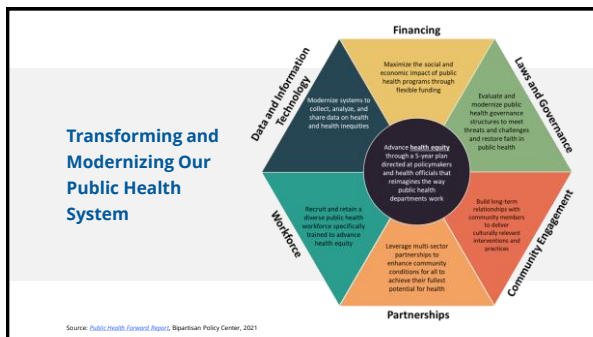 Transforming and
Modernizing Our
Public Health
System
Financing
Maximize the social and
economic impact of public
health programs through
flexible funding
Laws and Governance
Evaluate and
modernize public
health governance
structures to meet
threats and challenges
and restore faith in
public health
Community Engagement
Build long-term
relationships with
community members
to deliver
culturally relevant
interventions and
practices
Partnerships
Leverage multi-sector
partnerships to
enhance community
conditions for all to
achieve their fullest
potential for health
Workforce
Recruit and retain a
diverse public health
workforce specifically
trained to advance
health equity
Data and Information
Technology
Modernize systems to
collect, analyze, and
share data on health
and health inequities
Advance health equity
through a 5-year plan
directed at policymakers
and health officials that
reimagines the way
public health
departments work
Source: Public Health Forward Report, Bipartisan Policy Center, 2021